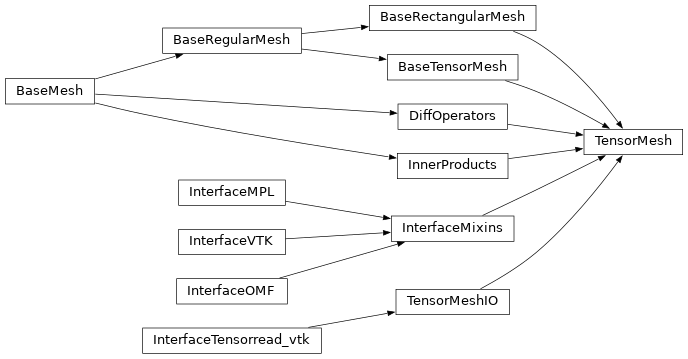 BaseRectangularMesh
BaseRegularMesh
BaseTensorMesh
BaseMesh
DiffOperators
TensorMesh
InnerProducts
InterfaceMPL
InterfaceMixins
InterfaceVTK
InterfaceOMF
TensorMeshIO
InterfaceTensorread_vtk